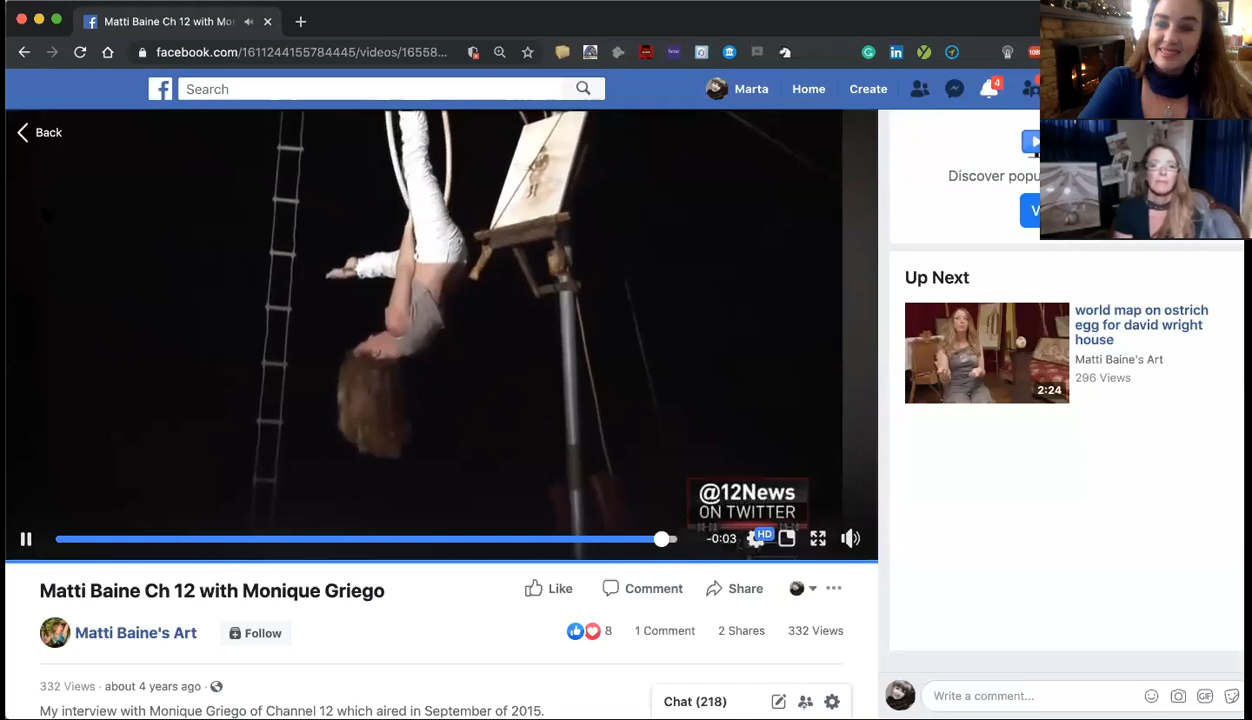 Matti Baine Ch 12 with Mo
facebook.com/1611244155784445/videos/16558...
Search
Marta
Home
Create
4
Back
Discover popu
V
Up Next
world map on ostrich
egg for david wright
house
Matti Baine's Art
296 Views
2:24
@12News
ON TWITTER
-0:03
HD
Matti Baine Ch 12 with Monique Griego
Like
Comment
Share
Matti Baine's Art
Follow
8
1 Comment
2 Shares
332 Views
332 Views · about 4 years ago
Chat (218)
Write a comment...
GIF
My interview with Monique Griego of Channel 12 which aired in September of 2015.